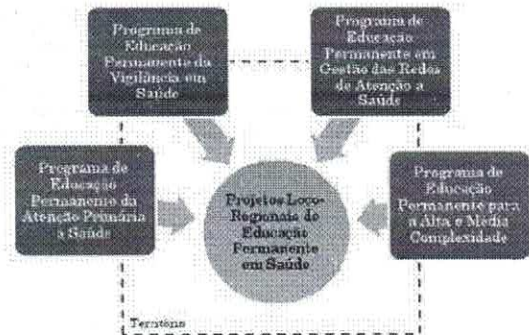 Programa de
Educação
Permanente da
Vigilância em
Saúde
Programa de
Educação
Permanente em
Gestão das Redes
de Atenção a
Saúde
Programa de
Educação
Permanente da
Atenção Primária
a Saúde
Projetos Loco-
Regionais de
Educação
Permanente
em Saúde
Programa de
Educação
Permanente para
a Alta e Média
Complexidade
Território